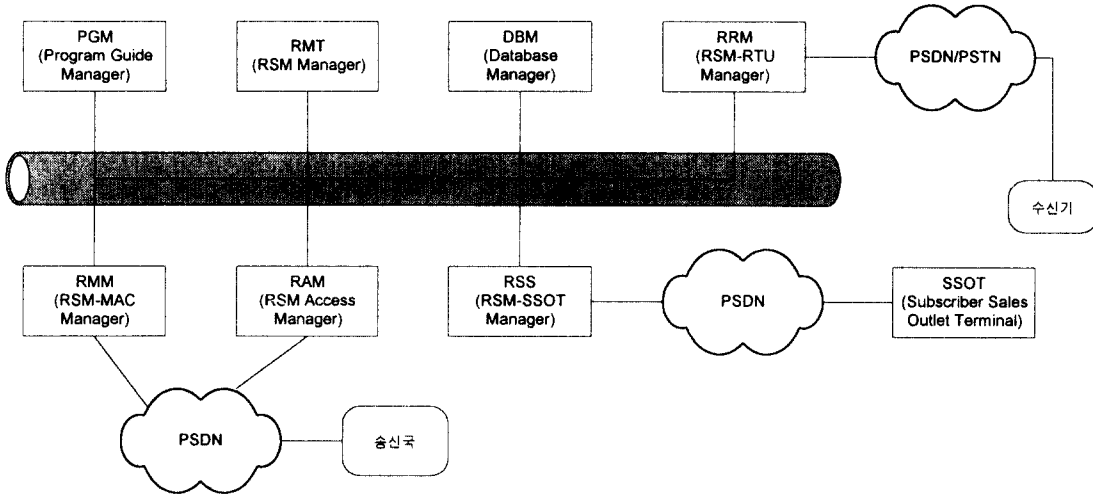 PGM
(Program Guide
Manager)
RMT
(RSM Manager)
DBM
(Database
Manager)
RRM
(RSM-RTU
Manager)
PSDN/PSTN
수신기
RMM
(RSM-MAC
Manager)
RAM
(RSM Access
Manager)
RSS
(RSM-SSOT
Manager)
PSDN
SSOT
(Subscriber Sales
Outlet Terminal)
PSDN
송신국